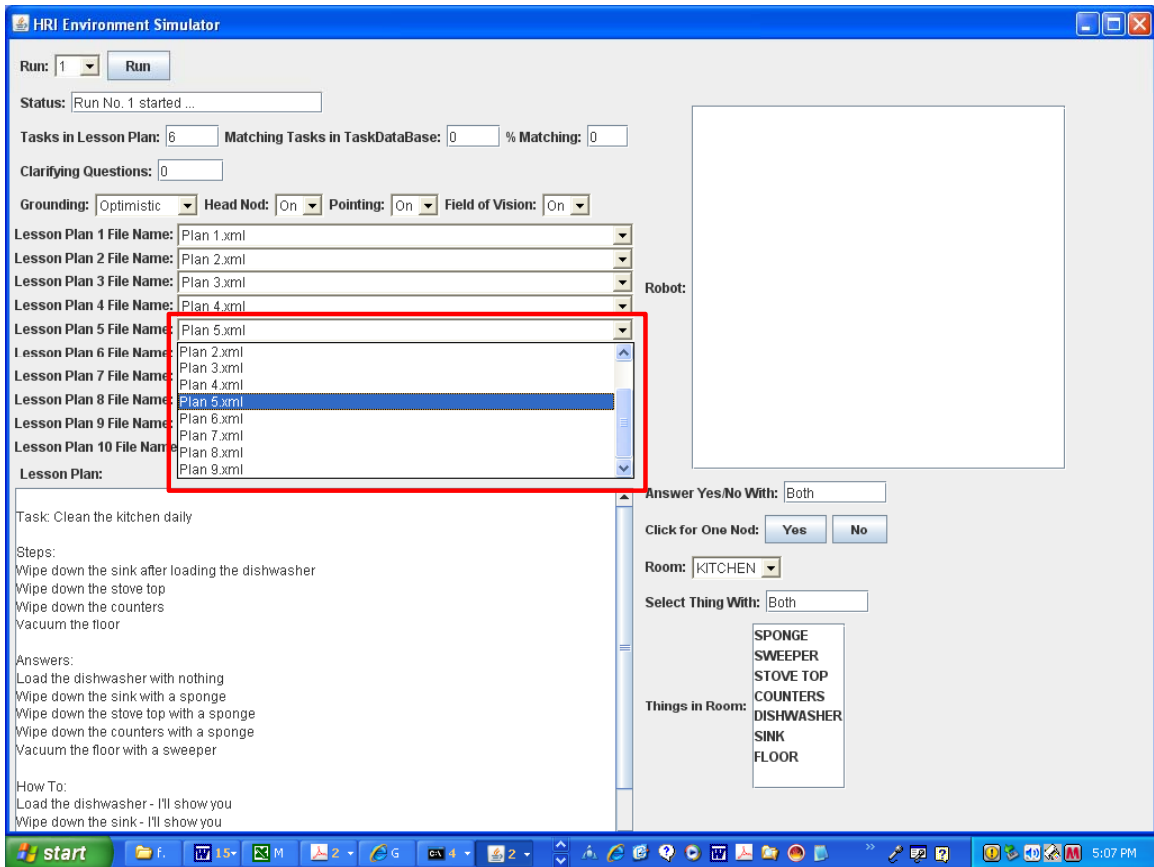 HRI Environment Simulator
Run: 1 Run
Status: Run No. 1 started ...
Tasks in Lesson Plan: 6 Matching Tasks in TaskDataBase: 0 % Matching: 0
Clarifying Questions: 0
Grounding: Optimistic Head Nod: On Pointing: On Field of Vision: On
Lesson Plan 1 File Name: Plan 1.xml
Lesson Plan 2 File Name: Plan 2.xml
Lesson Plan 3 File Name: Plan 3.xml
Lesson Plan 4 File Name: Plan 4.xml
Lesson Plan 5 File Name: Plan 5.xml
Lesson Plan 6 File Name:
Lesson Plan 7 File Name:
Lesson Plan 8 File Name:
Lesson Plan 9 File Name:
Lesson Plan 10 File Name
Plan 2.xml
Plan 3.xml
Plan 4.xml
Plan 5.xml
Plan 6.xml
Plan 7.xml
Plan 8.xml
Plan 9.xml
Lesson Plan:
Task: Clean the kitchen daily
Steps:
Wipe down the sink after loading the dishwasher
Wipe down the stove top
Wipe down the counters
Vacuum the floor
Answers:
Load the dishwasher with nothing
Wipe down the sink with a sponge
Wipe down the stove top with a sponge
Wipe down the counters with a sponge
Vacuum the floor with a sweeper
How To:
Load the dishwasher - I'll show you
Wipe down the sink - I'll show you
Robot:
Answer Yes/No With: Both
Click for One Nod: Yes No
Room: KITCHEN
Select Thing With: Both
Things in Room:
SPONGE
SWEEPER
STOVE TOP
COUNTERS
DISHWASHER
SINK
FLOOR
start f. 15 M 2 G 4 2 5:07 PM